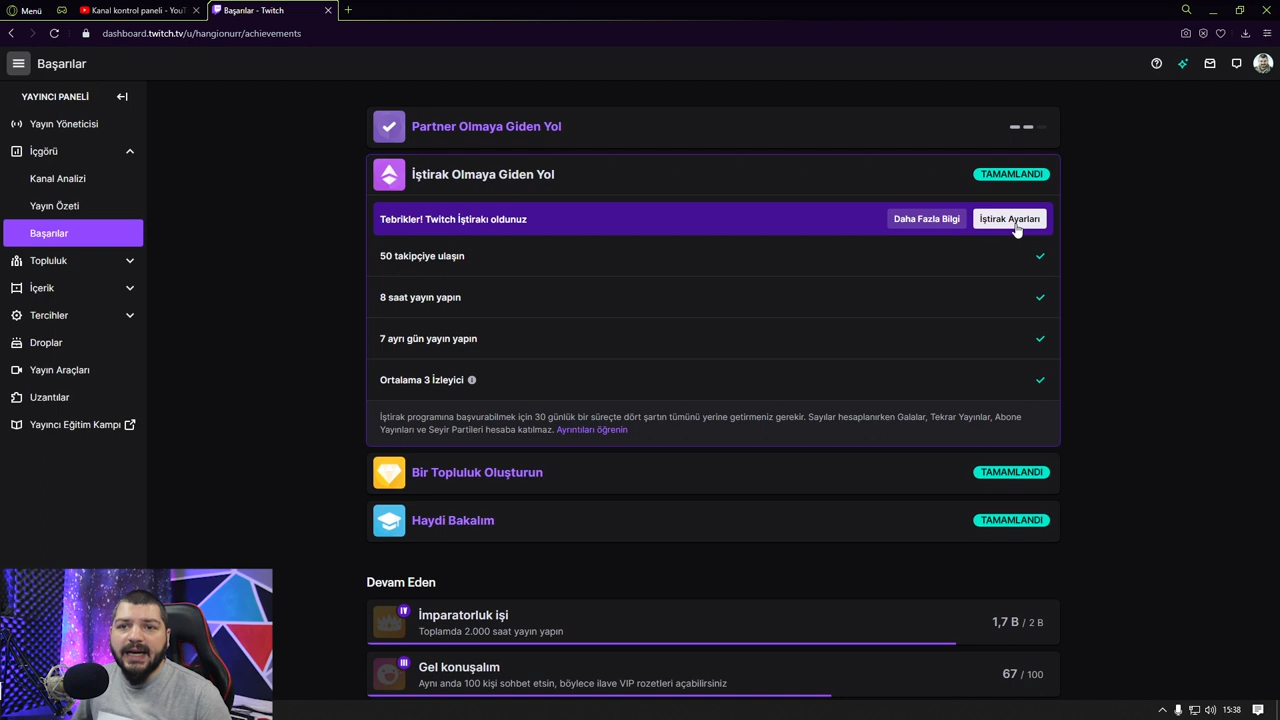 Menü
Kanal kontrol paneli - YouT
Başarılar - Twitch
dashboard.twitch.tv/u/hangionurr/achievements
Başarılar
YAYINCI PANELİ
Yayın Yöneticisi
İçgörü
Kanal Analizi
Yayın Özeti
Başarılar
Topluluk
İçerik
Tercihler
Droplar
Yayın Araçları
Uzantılar
Yayıncı Eğitim Kampı
Partner Olmaya Giden Yol
İştirak Olmaya Giden Yol
TAMAMLANDI
Tebrikler! Twitch İştirakı oldunuz
Daha Fazla Bilgi
İştirak Ayarları
50 takipçiye ulaşın
8 saat yayın yapın
7 ayrı gün yayın yapın
Ortalama 3 İzleyici
İştirak programına başvurabilmek için 30 günlük bir süreçte dört şartın tümünü yerine getirmeniz gerekir. Sayılar hesaplanırken Galalar, Tekrar Yayınlar, Abone
Yayınları ve Seyir Partileri hesaba katılmaz. Ayrıntıları öğrenin
Bir Topluluk Oluşturun
TAMAMLANDI
Haydi Bakalım
TAMAMLANDI
Devam Eden
IV
İmparatorluk işi
Toplamda 2.000 saat yayın yapın
1,7 B / 2 B
III
Gel konuşalım
Aynı anda 100 kişi sohbet etsin, böylece ilave VIP rozetleri açabilirsiniz
67 / 100
15:38